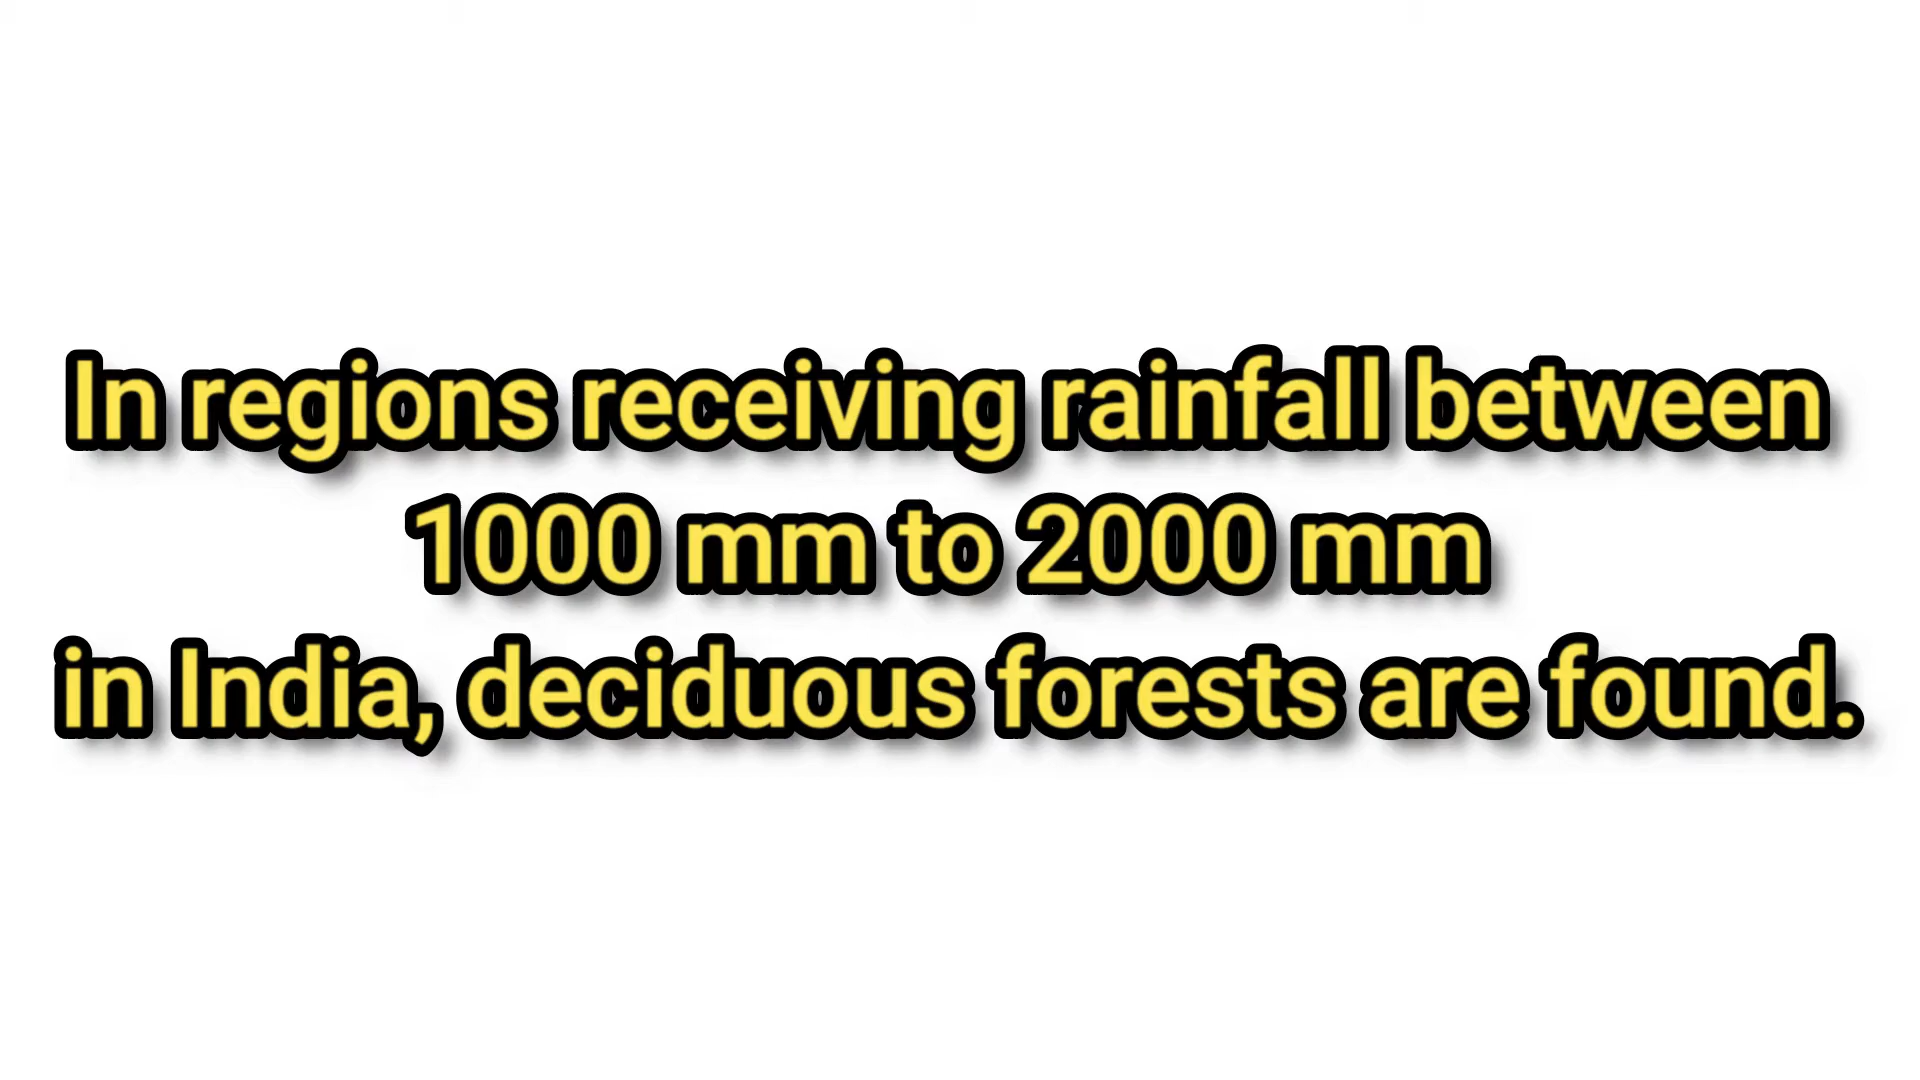 In regions receiving rainfall between
1000 mm to 2000 mm
in India, deciduous forests are found.